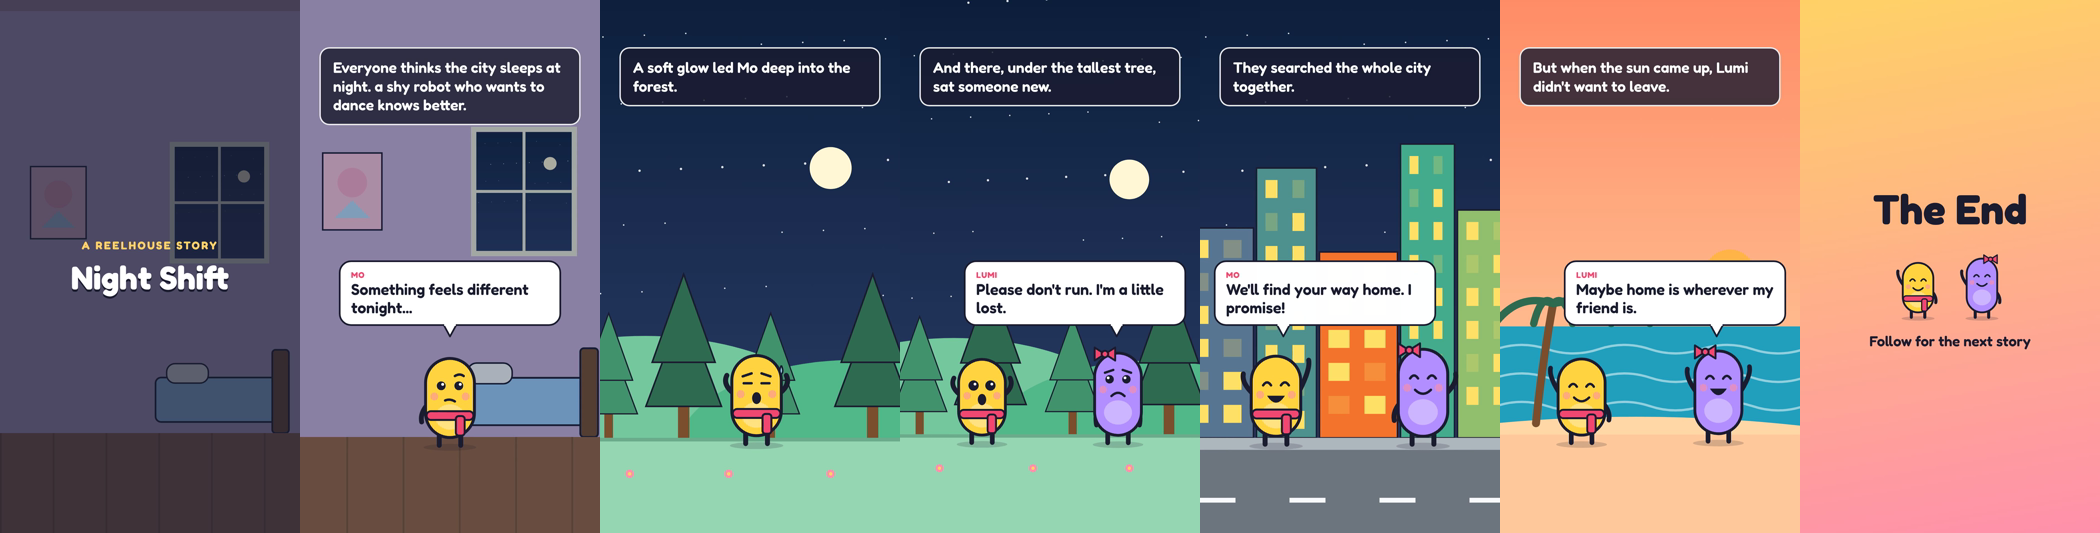 A REELHOUSE STORY
Night Shift
Everyone thinks the city sleeps at
night. a shy robot who wants to
dance knows better.
MO
Something feels different
tonight...
A soft glow led Mo deep into the
forest.
And there, under the tallest tree,
sat someone new.
LUMI
Please don't run. I'm a little
lost.
They searched the whole city
together.
MO
We'll find your way home. I
promise!
But when the sun came up, Lumi
didn't want to leave.
LUMI
Maybe home is wherever my
friend is.
The End
Follow for the next story